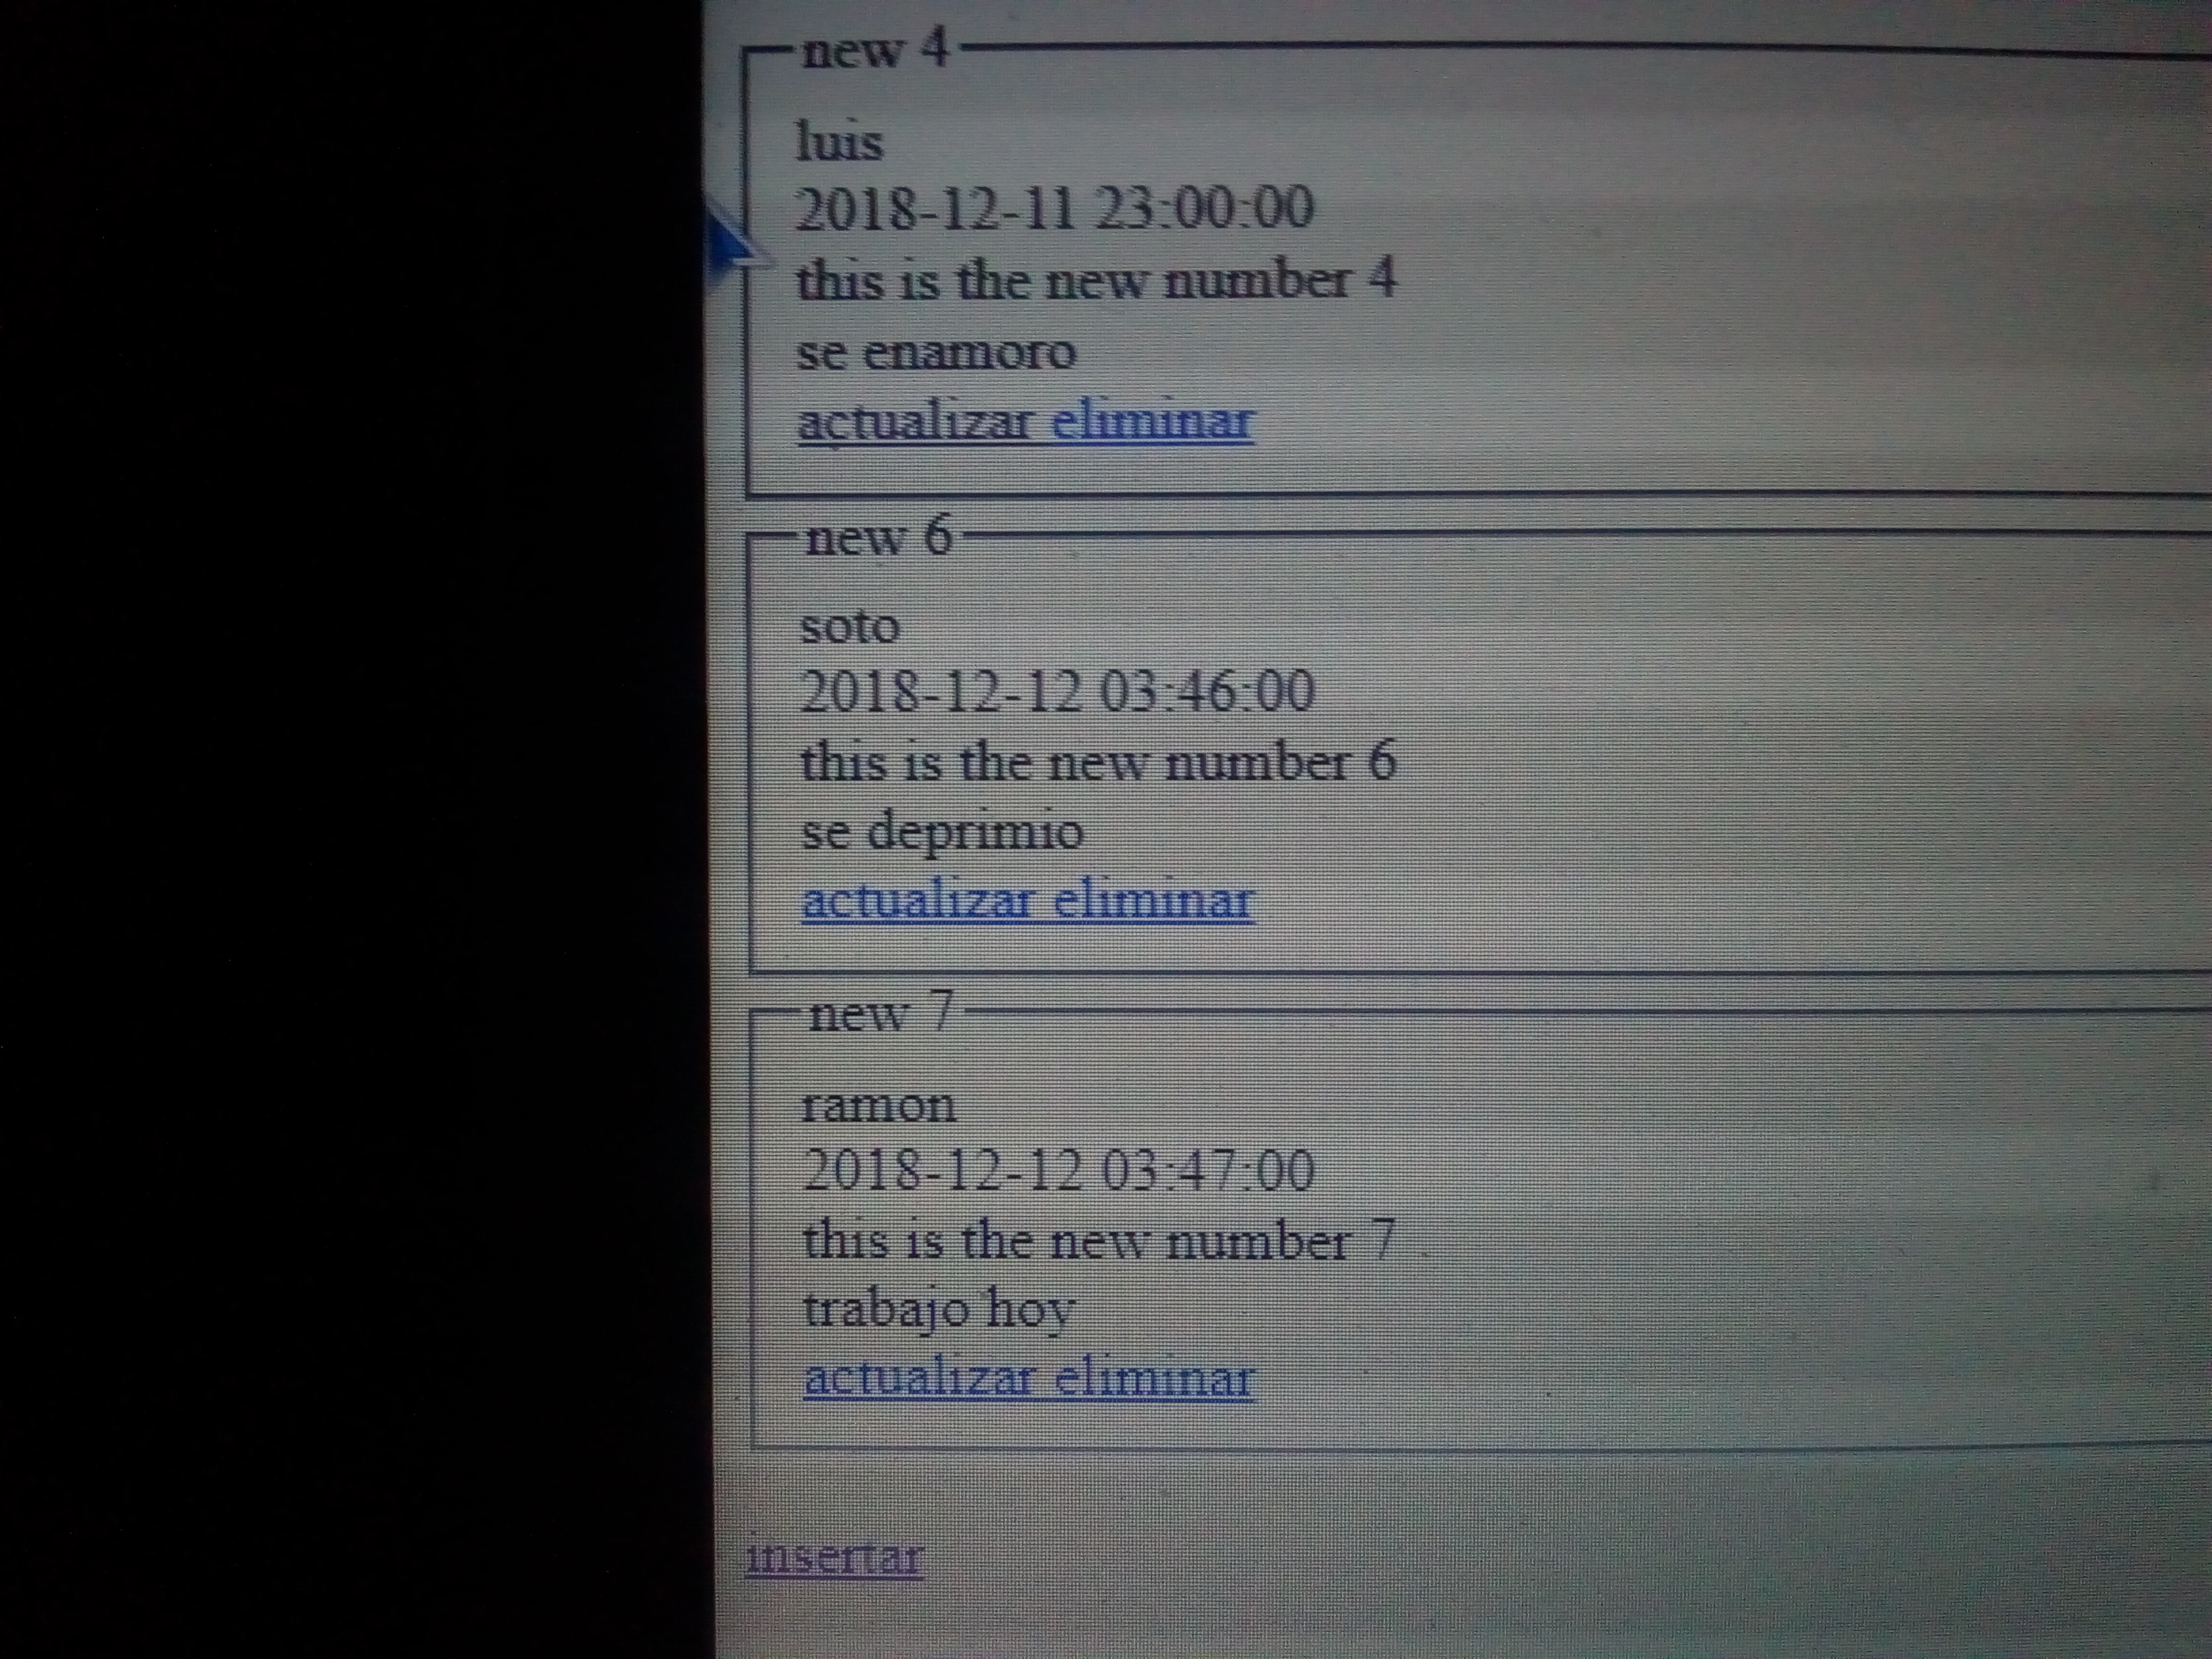 new 4
luis
2018-12-11 23:00:00
this is the new number 4
se enamoro
actualizar eliminar
new 6
soto
2018-12-12 03:46:00
this is the new number 6
se deprimio
actualizar eliminar
new 7
ramon
2018-12-12 03:47:00
this is the new number 7
trabajo hoy
actualizar eliminar
insertar